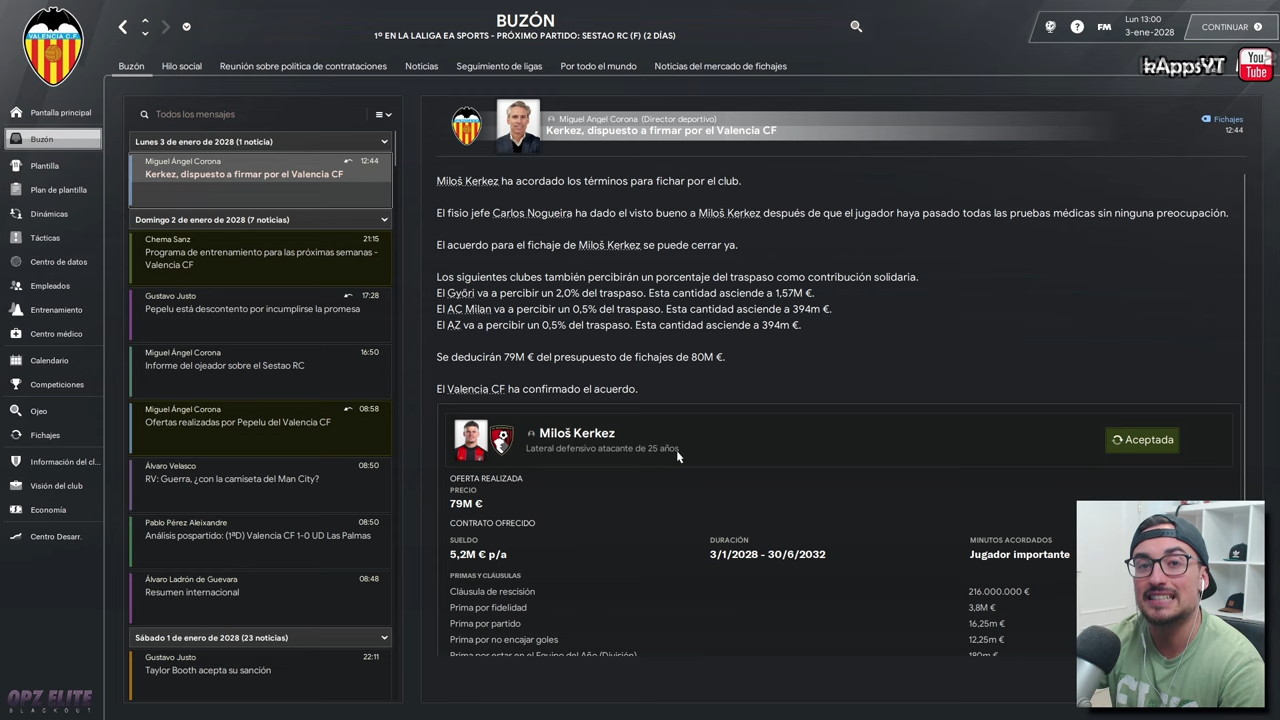 BUZÓN
1º EN LA LALIGA EA SPORTS - PRÓXIMO PARTIDO: SESTAO RC (F) (2 DÍAS)
FM
Lun 13:00
3-ene-2028
CONTINUAR
VALENCIA C.F.
kAppsYT
You
Tube
Buzón
Hilo social
Reunión sobre política de contrataciones
Noticias
Seguimiento de ligas
Por todo el mundo
Noticias del mercado de fichajes
Pantalla principal
Buzón
Plantilla
Plan de plantilla
Dinámicas
Tácticas
Centro de datos
Empleados
Entrenamiento
Centro médico
Calendario
Competiciones
Ojeo
Fichajes
Información del cl...
Visión del club
Economía
Centro Desarr.
OPZ ELITE
BLACKOUT
Todos los mensajes
Lunes 3 de enero de 2028 (1 noticia)
Miguel Ángel Corona 12:44
Kerkez, dispuesto a firmar por el Valencia CF
Domingo 2 de enero de 2028 (7 noticias)
Chema Sanz 21:15
Programa de entrenamiento para las próximas semanas -
Valencia CF
Gustavo Justo 17:28
Pepelu está descontento por incumplirse la promesa
Miguel Ángel Corona 16:50
Informe del ojeador sobre el Sestao RC
Miguel Ángel Corona 08:58
Ofertas realizadas por Pepelu del Valencia CF
Álvaro Velasco 08:50
RV: Guerra, ¿con la camiseta del Man City?
Pablo Pérez Aleixandre 08:50
Análisis pospartido: (1ªD) Valencia CF 1-0 UD Las Palmas
Álvaro Ladrón de Guevara 08:48
Resumen internacional
Sábado 1 de enero de 2028 (23 noticias)
Gustavo Justo 22:11
Taylor Booth acepta su sanción
Miguel Ángel Corona (Director deportivo)
Kerkez, dispuesto a firmar por el Valencia CF
Fichajes
12:44
Miloš Kerkez ha acordado los términos para fichar por el club.
El fisio jefe Carlos Nogueira ha dado el visto bueno a Miloš Kerkez después de que el jugador haya pasado todas las pruebas médicas sin ninguna preocupación.
El acuerdo para el fichaje de Miloš Kerkez se puede cerrar ya.
Los siguientes clubes también percibirán un porcentaje del traspaso como contribución solidaria.
El Győri va a percibir un 2,0% del traspaso. Esta cantidad asciende a 1,57M €.
El AC Milan va a percibir un 0,5% del traspaso. Esta cantidad asciende a 394m €.
El AZ va a percibir un 0,5% del traspaso. Esta cantidad asciende a 394m €.
Se deducirán 79M € del presupuesto de fichajes de 80M €.
El Valencia CF ha confirmado el acuerdo.
Miloš Kerkez
Lateral defensivo atacante de 25 años
Aceptada
OFERTA REALIZADA
PRECIO
79M €
CONTRATO OFRECIDO
SUELDO DURACIÓN MINUTOS ACORDADOS
5,2M € p/a 3/1/2028 - 30/6/2032 Jugador importante
PRIMAS Y CLÁUSULAS
Cláusula de rescisión 216.000.000 €
Prima por fidelidad 3,8M €
Prima por partido 16,25m €
Prima por no encajar goles 12,25m €
Prima por estar en el Equipo del Año (División) 180m €